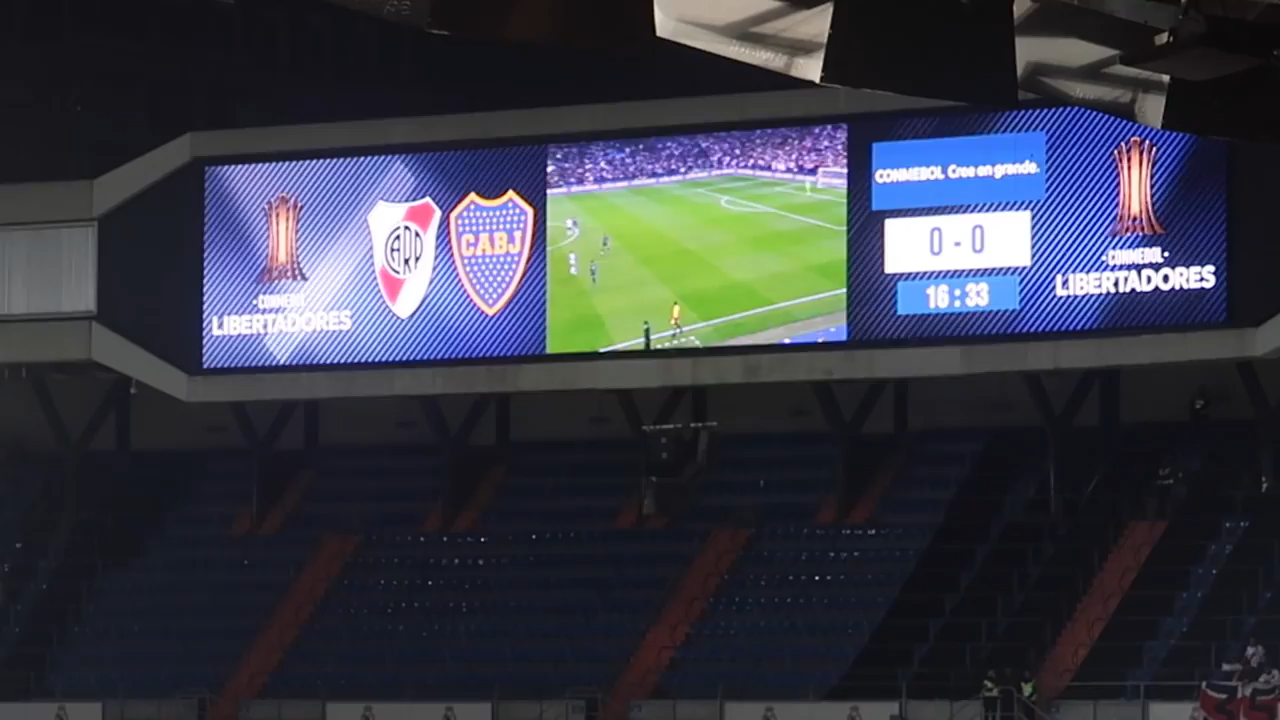 CONMEBOL
LIBERTADORES
CARP
CABJ
CONMEBOL Cree en grande.
0 - 0
16 : 33
·CONMEBOL·
LIBERTADORES